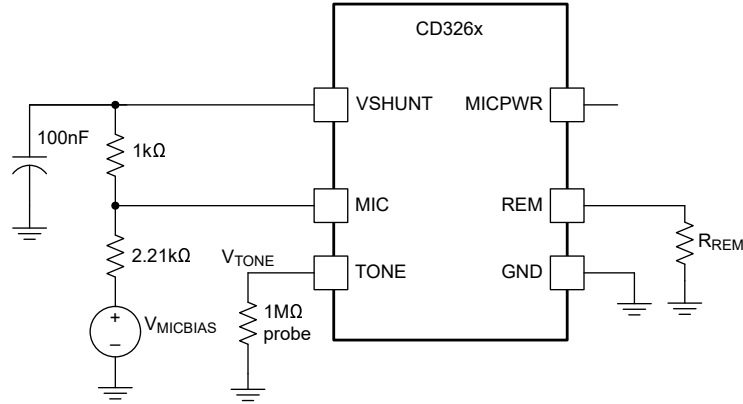 CD326x
VSHUNT MICPWR
100nF
1kΩ
MIC REM
2.21kΩ
RREM
VTONE
TONE GND
+
VMICBIAS
–
1MΩ
probe